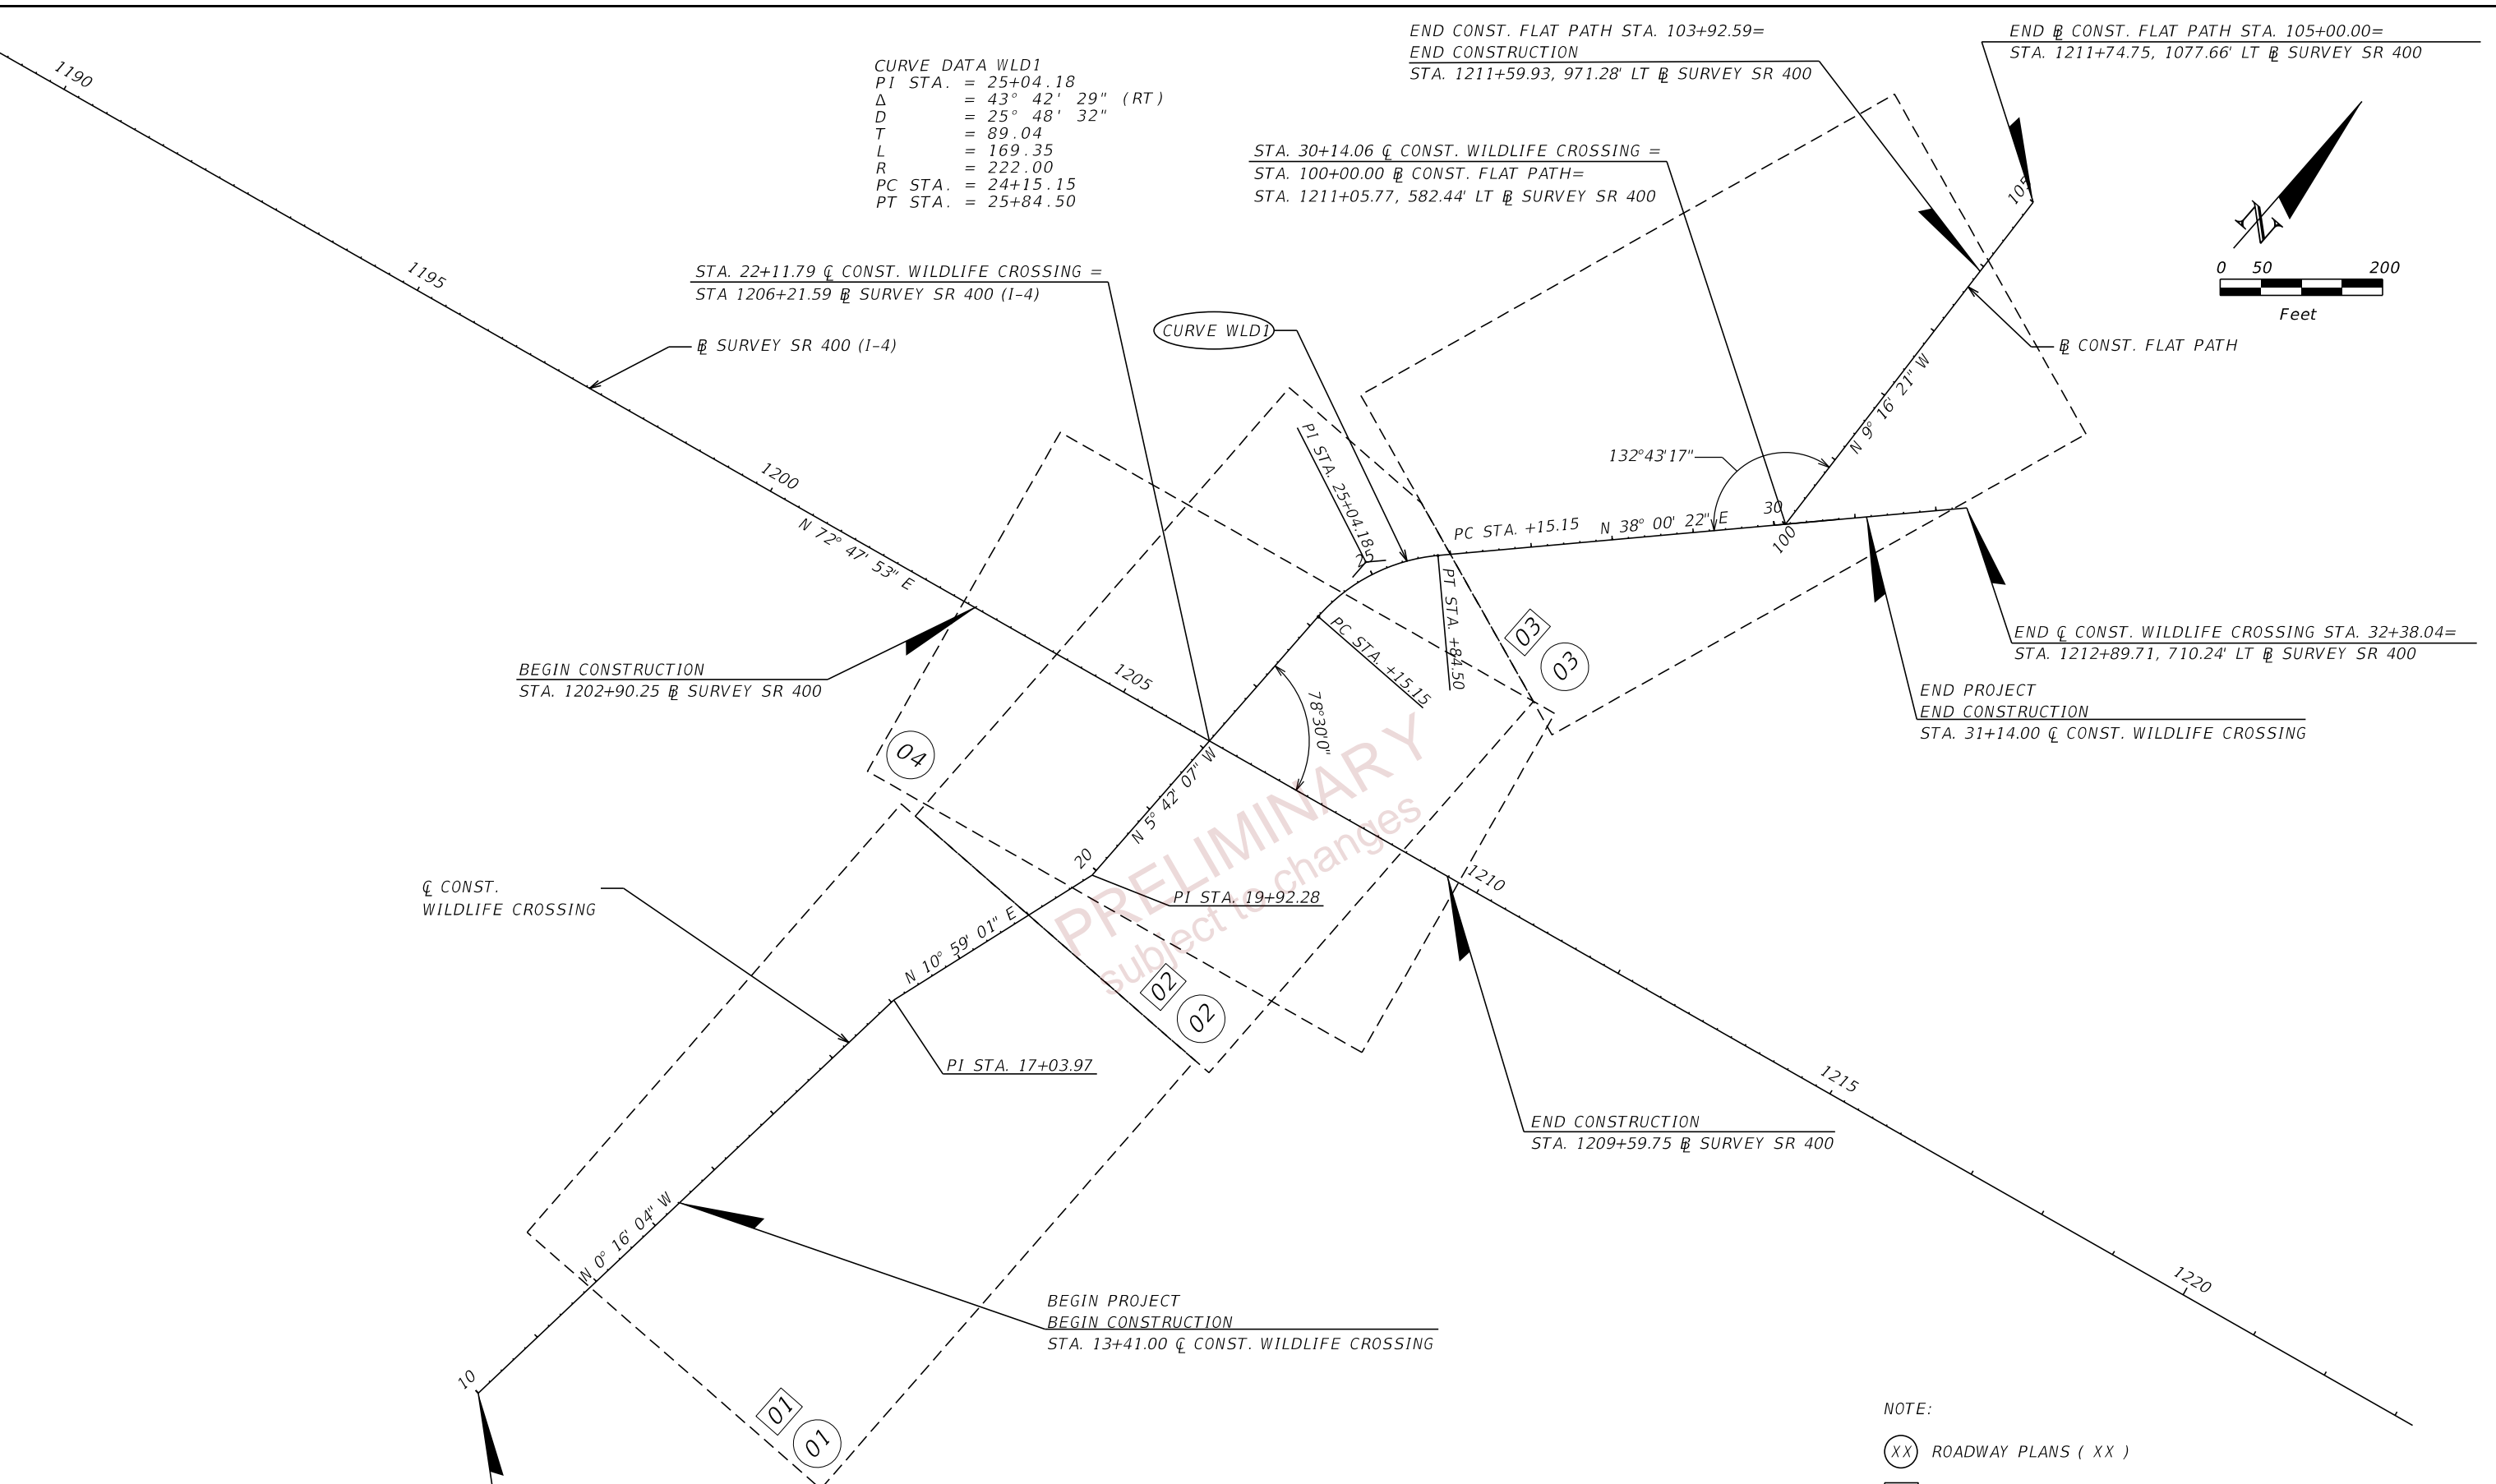 END CONST. FLAT PATH STA. 103+92.59=
END CONSTRUCTION
STA. 1211+59.93, 971.28' LT ℄ SURVEY SR 400
END ℄ CONST. FLAT PATH STA. 105+00.00=
STA. 1211+74.75, 1077.66' LT ℄ SURVEY SR 400
1190
CURVE DATA WLD1
PI STA. = 25+04.18
Δ = 43° 42' 29" (RT)
D = 25° 48' 32"
T = 89.04
L = 169.35
R = 222.00
PC STA. = 24+15.15
PT STA. = 25+84.50
STA. 30+14.06 ℄ CONST. WILDLIFE CROSSING =
STA. 100+00.00 ℄ CONST. FLAT PATH=
STA. 1211+05.77, 582.44' LT ℄ SURVEY SR 400
105
N
0 50 200
Feet
1195
STA. 22+11.79 ℄ CONST. WILDLIFE CROSSING =
STA 1206+21.59 ℄ SURVEY SR 400 (I-4)
CURVE WLD1
℄ SURVEY SR 400 (I-4)
℄ CONST. FLAT PATH
N 9° 16' 21" W
132°43'17"
1200
N 72° 47' 53" E
PI STA. 25+04.18
PC STA. +15.15
N 38° 00' 22" E
30
100
PT STA. +84.50
PC STA. +15.15
03
03
END ℄ CONST. WILDLIFE CROSSING STA. 32+38.04=
STA. 1212+89.71, 710.24' LT ℄ SURVEY SR 400
BEGIN CONSTRUCTION
STA. 1202+90.25 ℄ SURVEY SR 400
1205
78°30'0"
END PROJECT
END CONSTRUCTION
STA. 31+14.00 ℄ CONST. WILDLIFE CROSSING
04
N 5° 42' 07" W
PRELIMINARY
subject to changes
20
1210
℄ CONST.
WILDLIFE CROSSING
PI STA. 19+92.28
N 10° 59' 01" E
02
02
PI STA. 17+03.97
1215
END CONSTRUCTION
STA. 1209+59.75 ℄ SURVEY SR 400
N 0° 16' 04" W
1220
BEGIN PROJECT
BEGIN CONSTRUCTION
STA. 13+41.00 ℄ CONST. WILDLIFE CROSSING
10
01
01
NOTE:
XX ROADWAY PLANS ( XX )